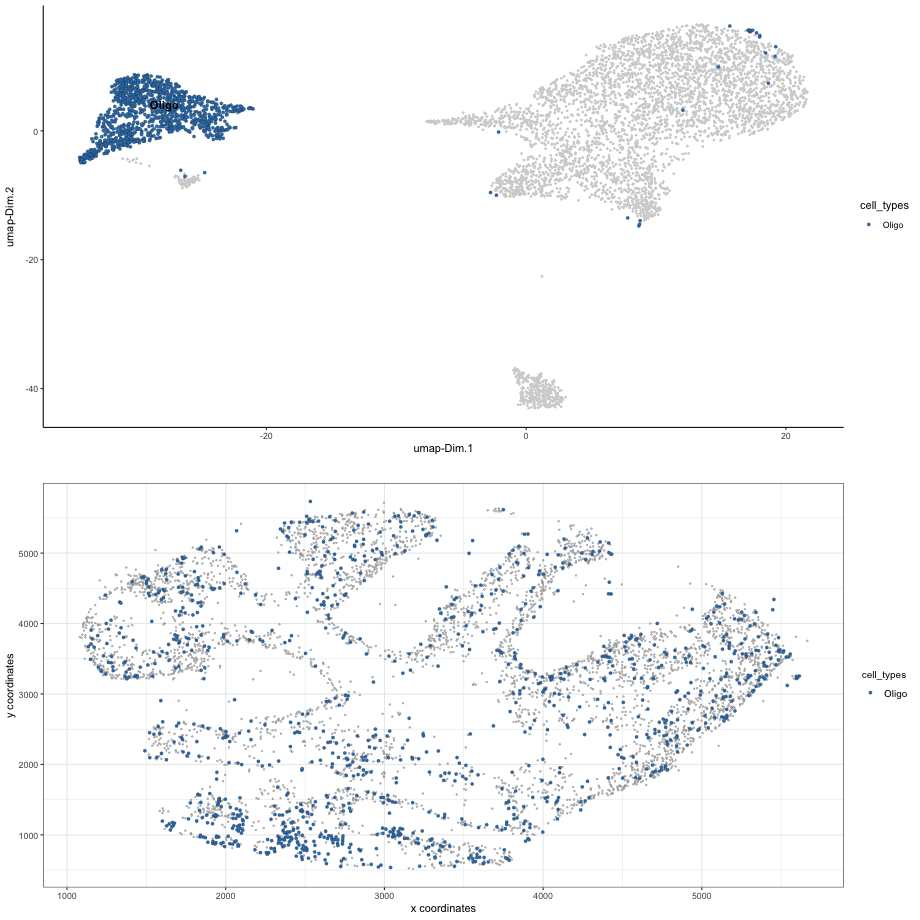 Oligo
0
-20
-40
umap-Dim.2
-20
0
20
umap-Dim.1
cell_types
Oligo
5000
4000
3000
2000
1000
y coordinates
1000
2000
3000
4000
5000
x coordinates
cell_types
Oligo